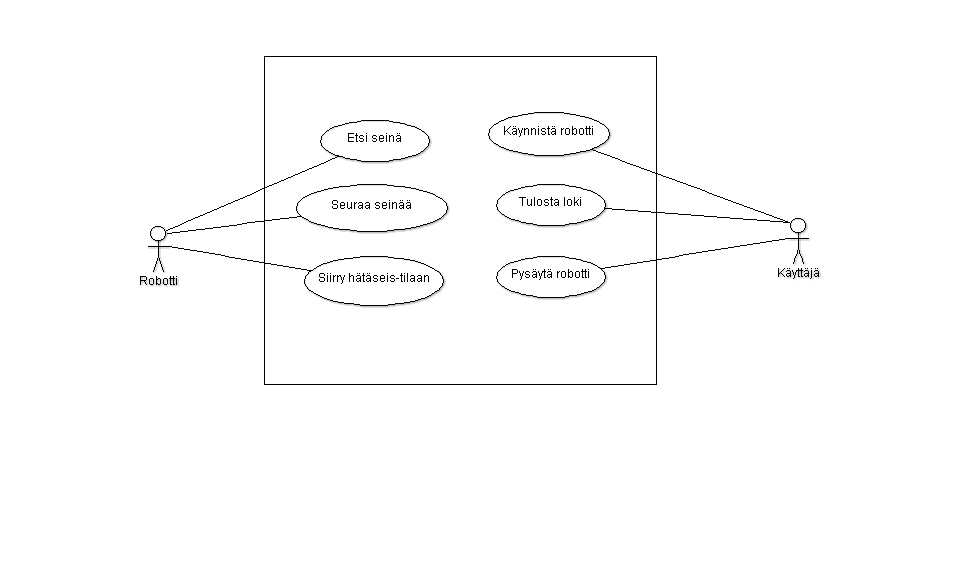 Etsi seinä
Käynnistä robotti
Seuraa seinää
Tulosta loki
Siirry hätäseis-tilaan
Pysäytä robotti
Robotti
Käyttäjä